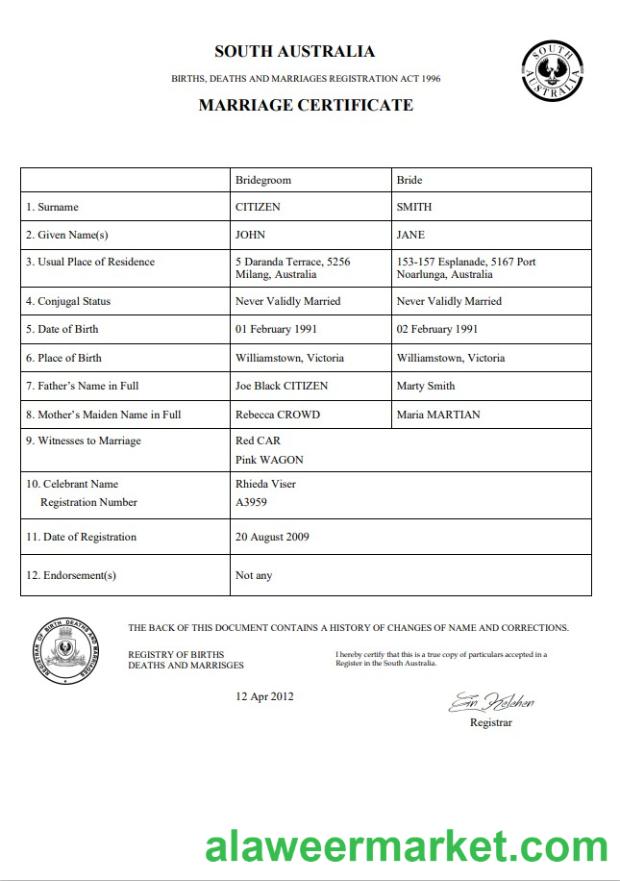 SOUTH AUSTRALIA
BIRTHS, DEATHS AND MARRIAGES REGISTRATION ACT 1996
MARRIAGE CERTIFICATE
SOUTH AUSTRALIA
Bridegroom Bride
1. Surname CITIZEN SMITH
2. Given Name(s) JOHN JANE
3. Usual Place of Residence 5 Daranda Terrace, 5256 153-157 Esplanade, 5167 Port
Milang, Australia Noarlunga, Australia
4. Conjugal Status Never Validly Married Never Validly Married
5. Date of Birth 01 February 1991 02 February 1991
6. Place of Birth Williamstown, Victoria Williamstown, Victoria
7. Father’s Name in Full Joe Black CITIZEN Marty Smith
8. Mother’s Maiden Name in Full Rebecca CROWD Maria MARTIAN
9. Witnesses to Marriage Red CAR
Pink WAGON
10. Celebrant Name Rhieda Viser
Registration Number A3959
11. Date of Registration 20 August 2009
12. Endorsement(s) Not any
REGISTRAR OF BIRTH DEATHS AND MARRIAGES
THE BACK OF THIS DOCUMENT CONTAINS A HISTORY OF CHANGES OF NAME AND CORRECTIONS.
REGISTRY OF BIRTHS I hereby certify that this is a true copy of particulars accepted in a
DEATHS AND MARRISGES Register in the South Australia.
12 Apr 2012
Registrar
alaweermarket.com